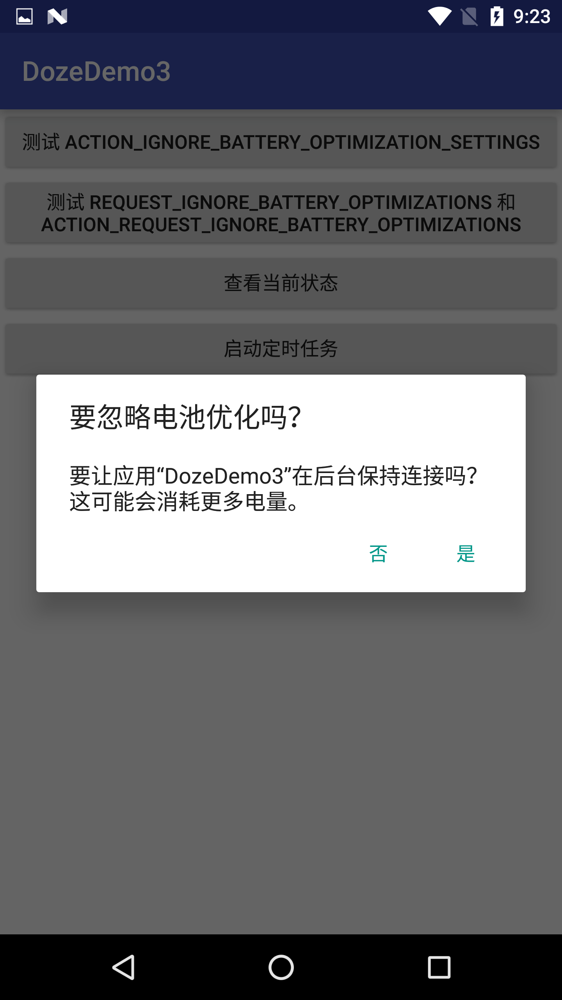 9:23
DozeDemo3
测试 ACTION_IGNORE_BATTERY_OPTIMIZATION_SETTINGS
测试 REQUEST_IGNORE_BATTERY_OPTIMIZATIONS 和
ACTION_REQUEST_IGNORE_BATTERY_OPTIMIZATIONS
查看当前状态
启动定时任务
要忽略电池优化吗？
要让应用“DozeDemo3”在后台保持连接吗？
这可能会消耗更多电量。
否 是